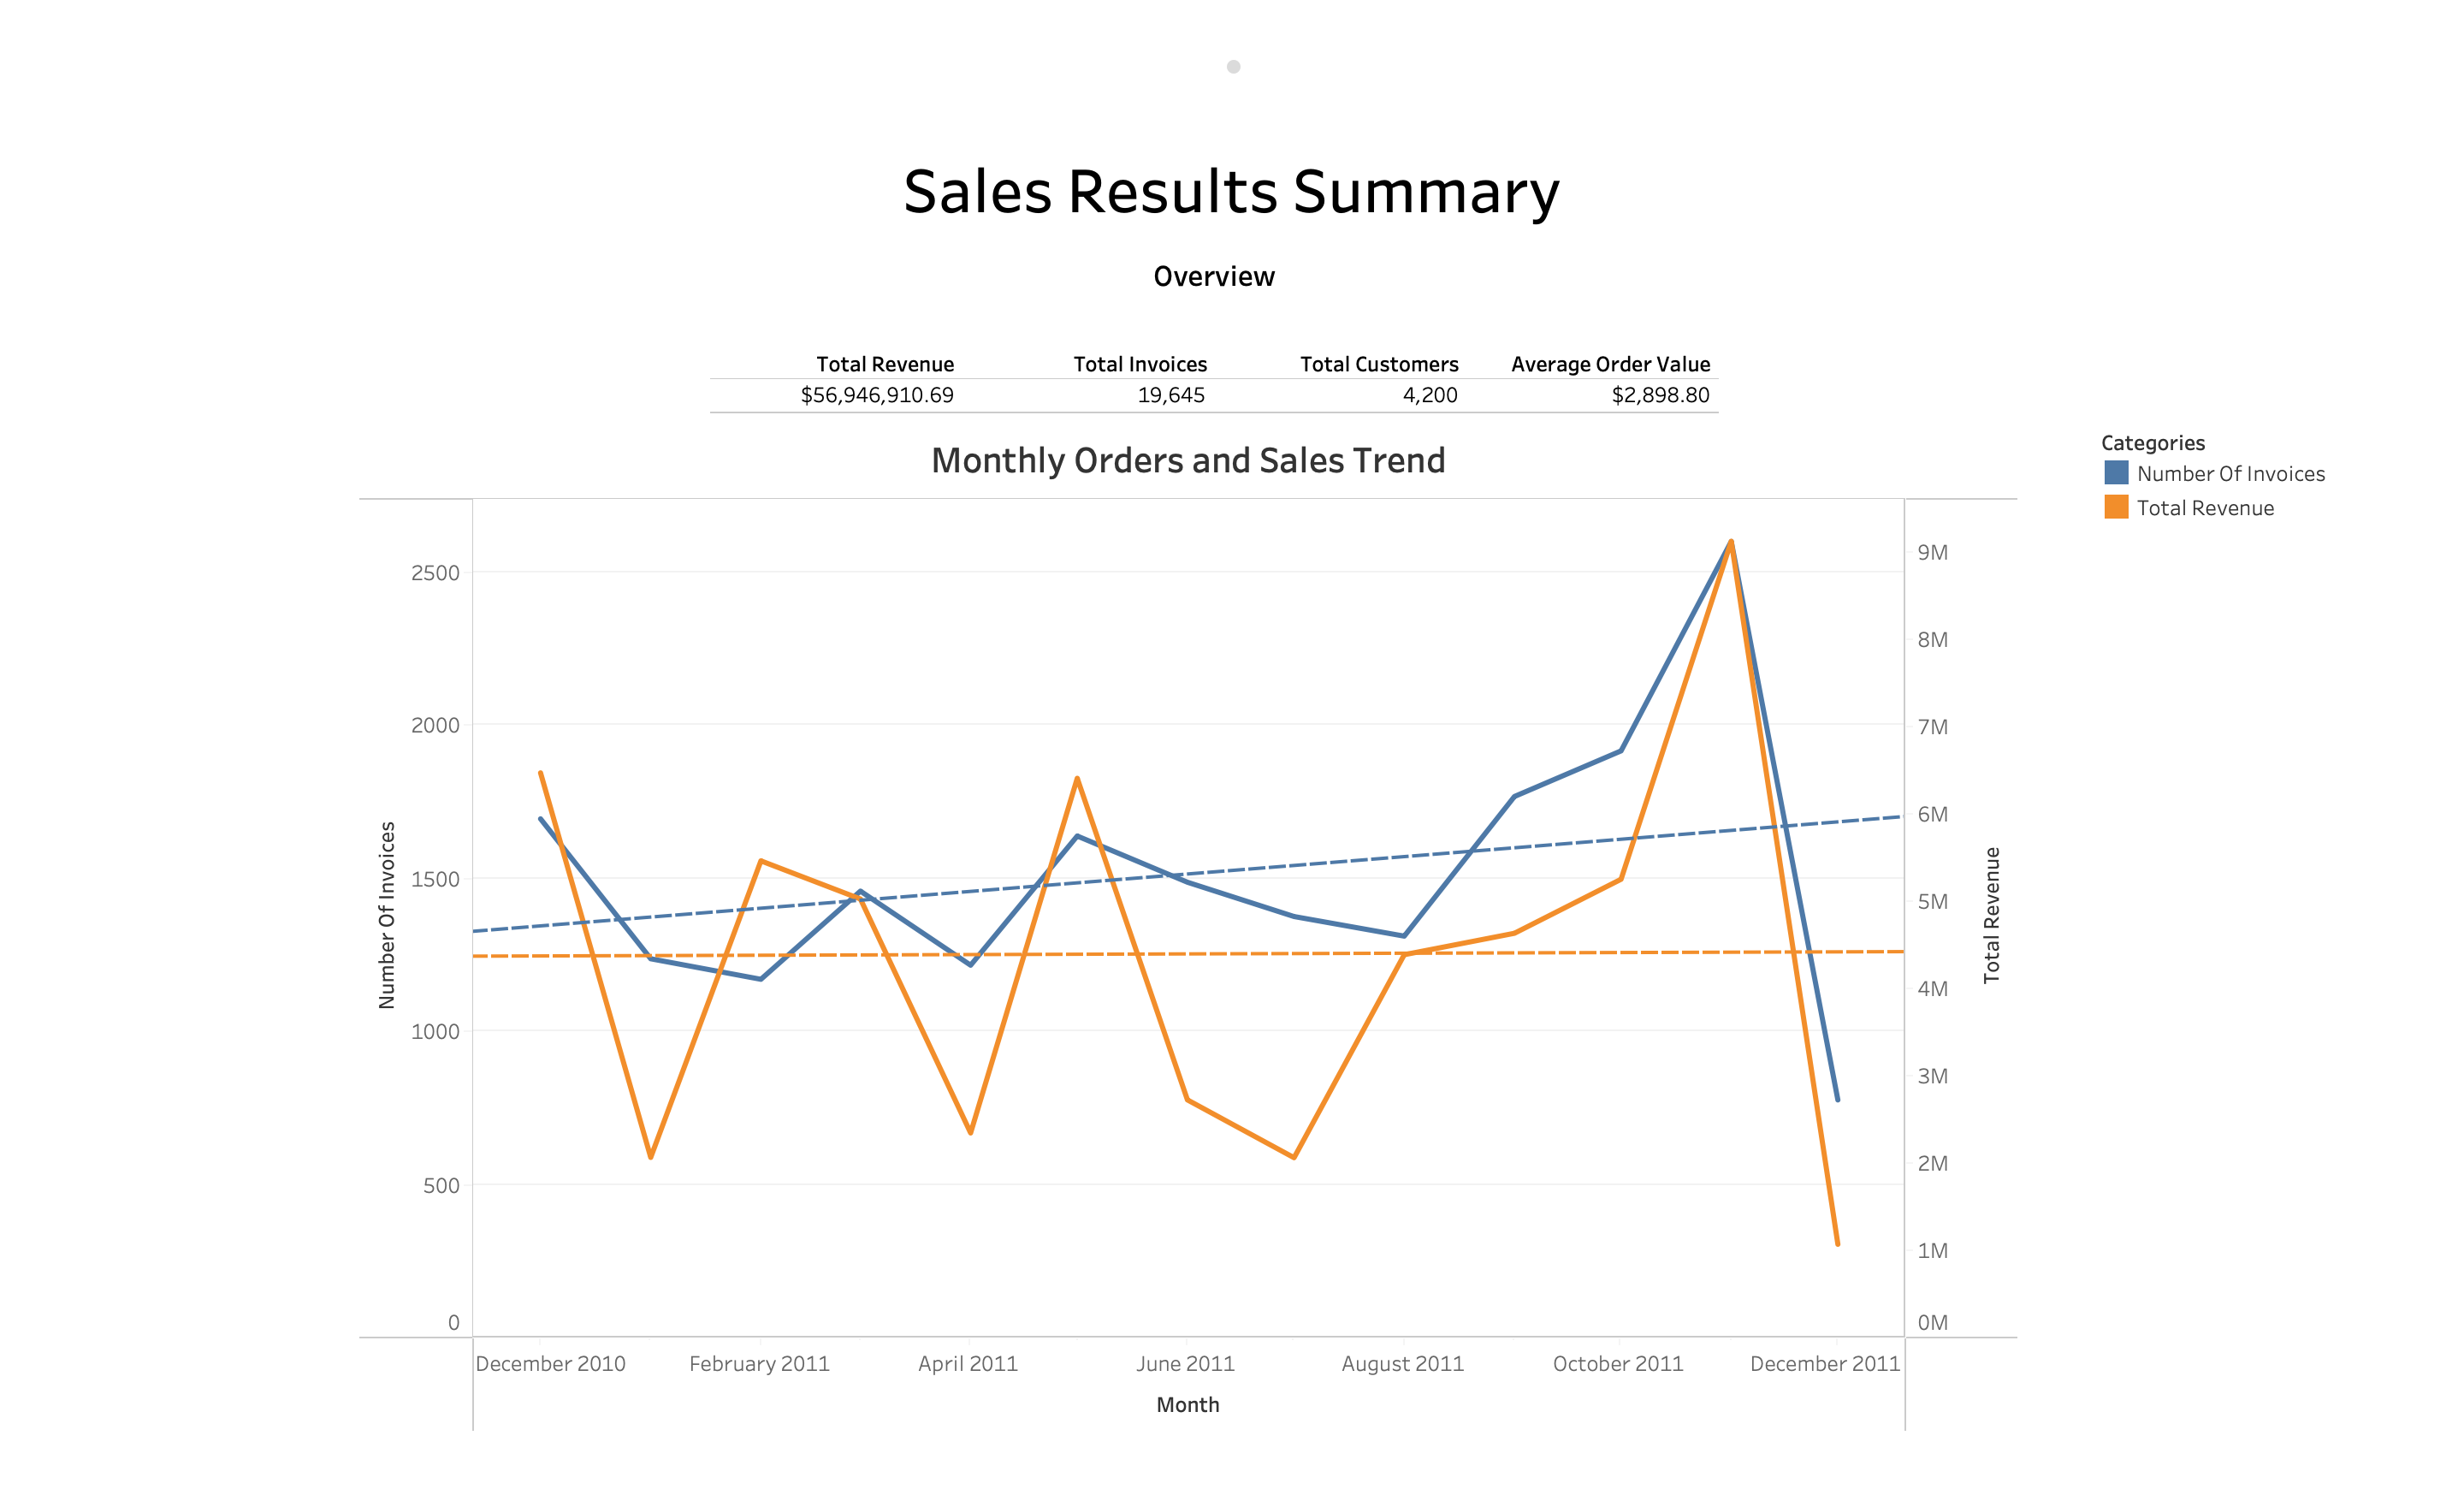 Sales Results Summary
Overview
Total Revenue Total Invoices Total Customers Average Order Value
$56,946,910.69 19,645 4,200 $2,898.80
Monthly Orders and Sales Trend
Categories
Number Of Invoices
Total Revenue
Number Of Invoices
2500
2000
1500
1000
500
0
9M
8M
7M
6M
5M
4M
3M
2M
1M
0M
Total Revenue
December 2010 February 2011 April 2011 June 2011 August 2011 October 2011 December 2011
Month